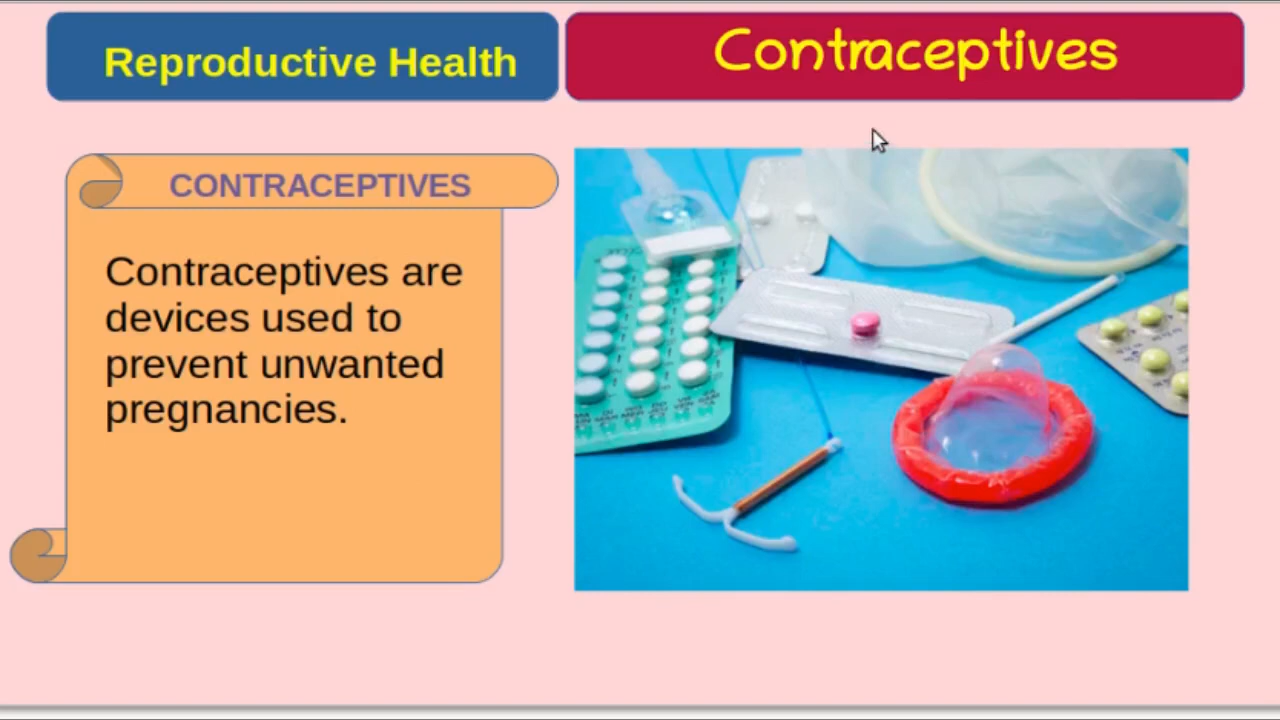 Reproductive Health
Contraceptives
CONTRACEPTIVES
Contraceptives are
devices used to
prevent unwanted
pregnancies.